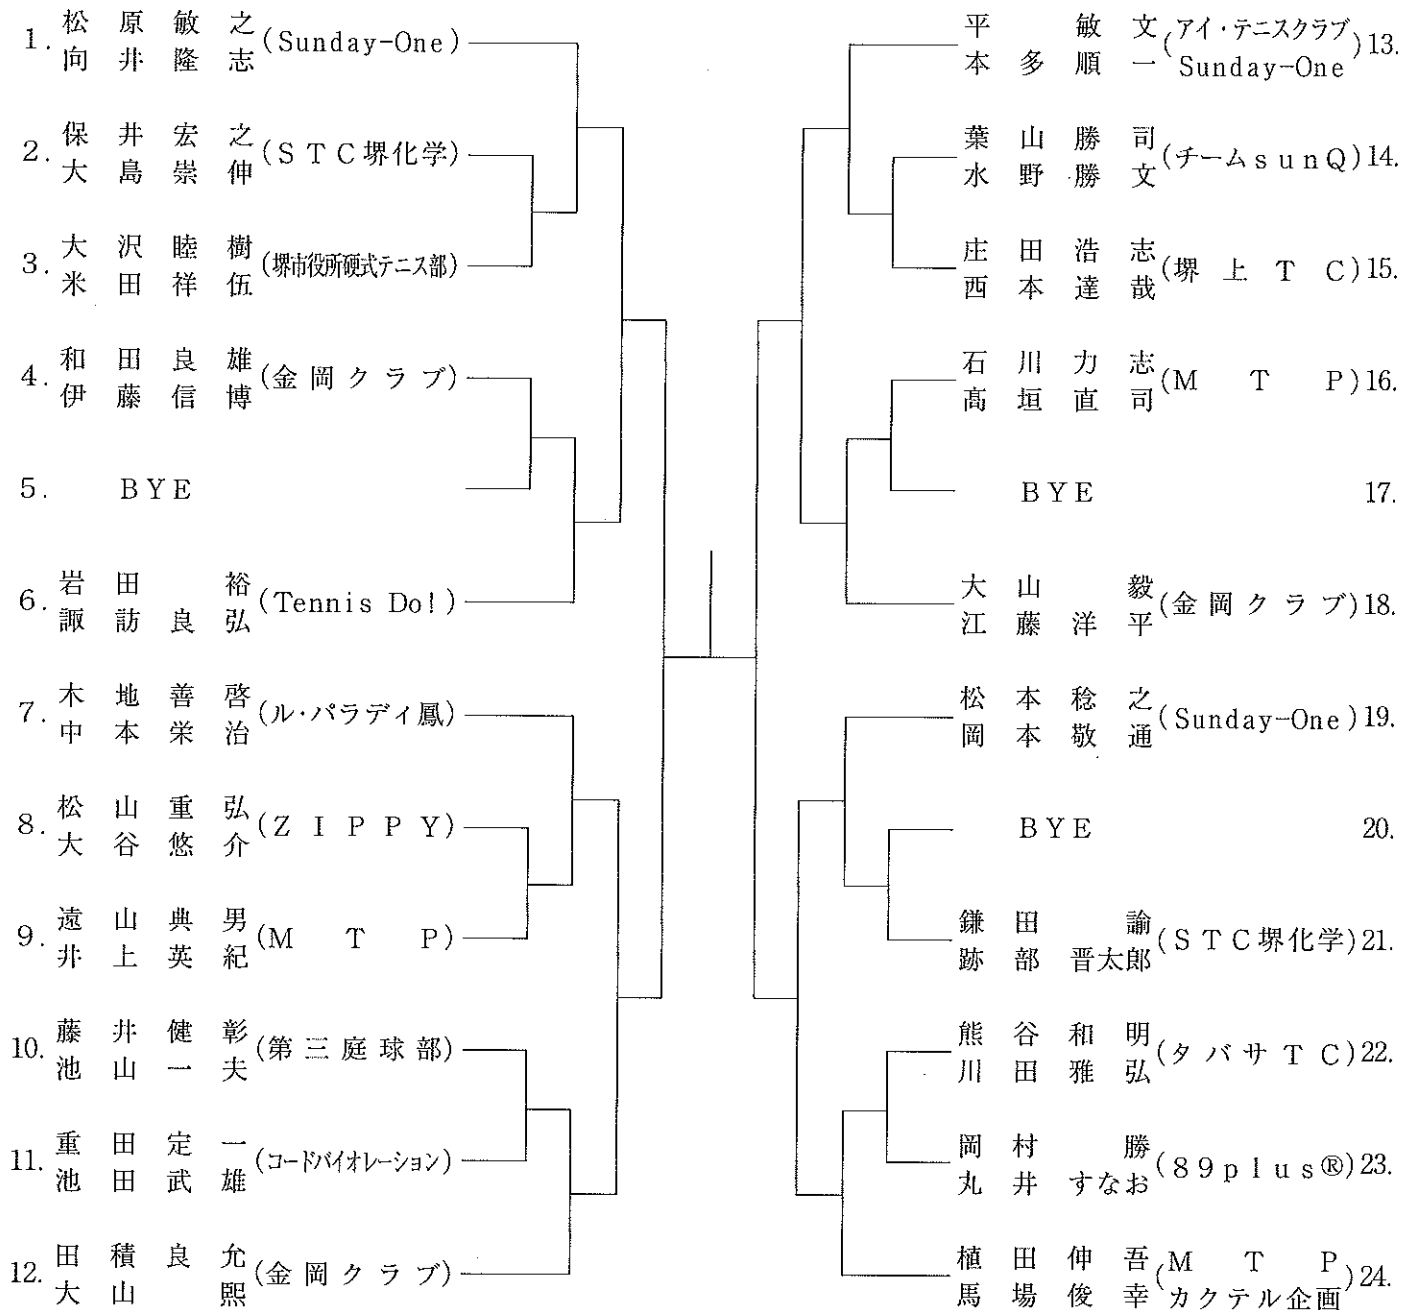 1. 松原敏之 (Sunday-One)
向井隆志
2. 保井宏之 (STC堺化学)
大島崇伸
3. 大沢睦樹 (堺市役所硬式テニス部)
米田祥伍
4. 和田良雄 (金岡クラブ)
伊藤信博
5. BYE
6. 岩田裕 (Tennis Do!)
諏訪良弘
7. 木地善啓 (ル・パラディ鳳)
中本栄治
8. 松山重弘 (ZIPPY)
大谷悠介
9. 遠山典男 (MTP)
井上英紀
10. 藤井健彰 (第三庭球部)
池山一夫
11. 重田定一 (コードバイオレーション)
池田武雄
12. 田積良允 (金岡クラブ)
大山熙
平敏文 (アイ・テニスクラブ 13.
本多順一 Sunday-One)
葉山勝司 (チームsunQ) 14.
水野勝文
庄田浩志 (堺上TC) 15.
西本達哉
石川力志 (MTP) 16.
髙垣直司
BYE 17.
大山毅 (金岡クラブ) 18.
江藤洋平
松本稔之 (Sunday-One) 19.
岡本敬通
BYE 20.
鎌田諭 (STC堺化学) 21.
跡部晋太郎
熊谷和明 (タバサTC) 22.
川田雅弘
岡村勝 (89plus®) 23.
丸井すなお
植田伸吾 (MTP 24.
馬場俊幸 カクテル企画)